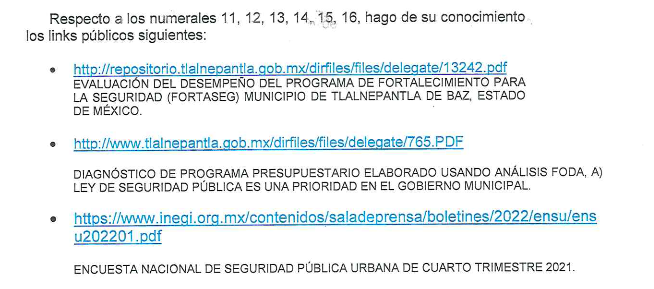 Respecto a los numerales 11, 12, 13, 14, 15, 16, hago de su conocimiento
los links públicos siguientes:
• http://repositorio.tlalnepantla.gob.mx/dirfiles/files/delegate/13242.pdf
EVALUACIÓN DEL DESEMPEÑO DEL PROGRAMA DE FORTALECIMIENTO PARA
LA SEGURIDAD (FORTASEG) MUNICIPIO DE TLALNEPANTLA DE BAZ, ESTADO
DE MÉXICO.
• http://www.tlalnepantla.gob.mx/dirfiles/files/delegate/765.PDF
DIAGNÓSTICO DE PROGRAMA PRESUPUESTARIO ELABORADO USANDO ANÁLISIS FODA, A)
LEY DE SEGURIDAD PÚBLICA ES UNA PRIORIDAD EN EL GOBIERNO MUNICIPAL.
• https://www.inegi.org.mx/contenidos/saladeprensa/boletines/2022/ensu/ens
u202201.pdf
ENCUESTA NACIONAL DE SEGURIDAD PÚBLICA URBANA DE CUARTO TRIMESTRE 2021.